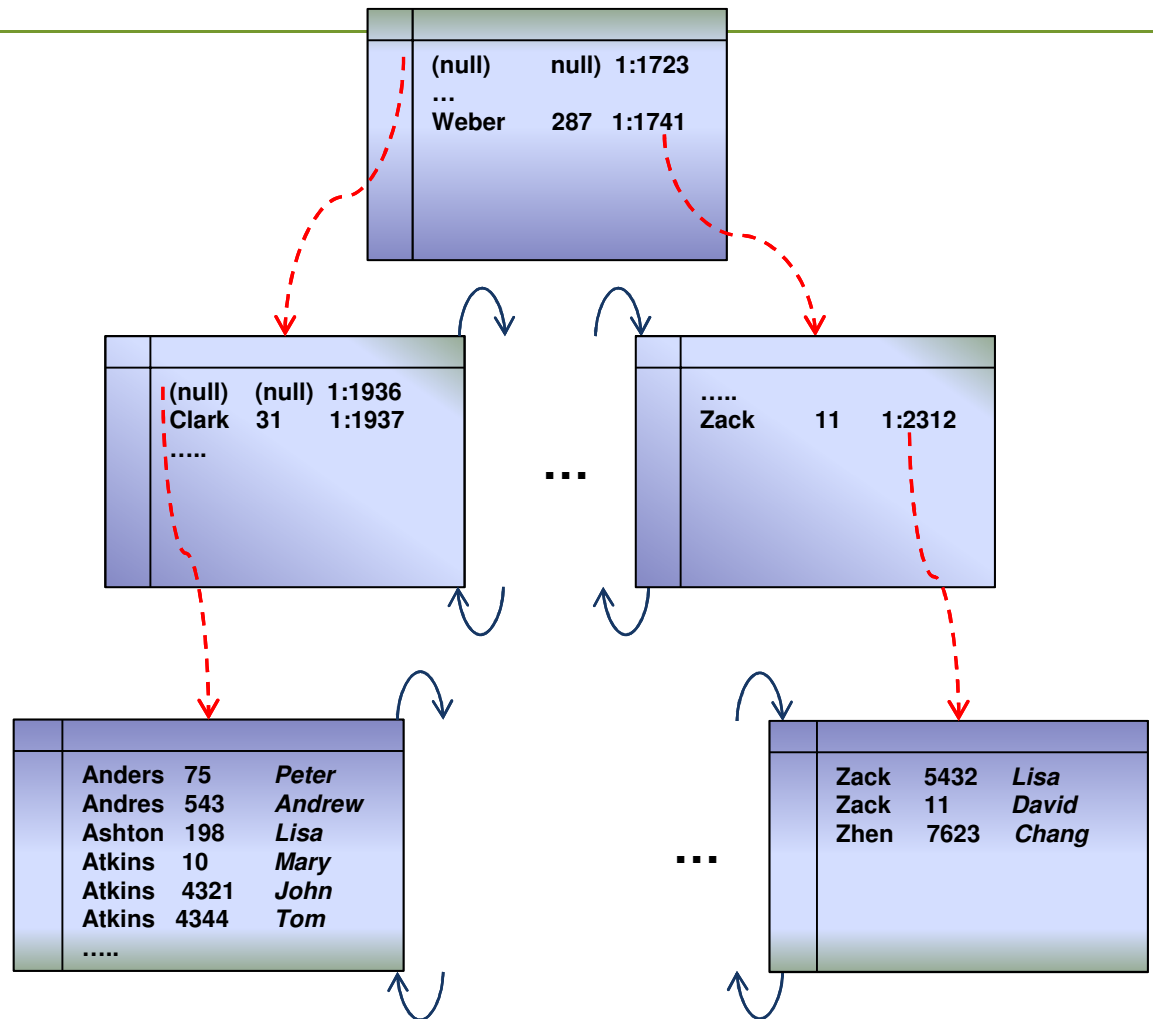 (null) null) 1:1723
…
Weber 287 1:1741
(null) (null) 1:1936
Clark 31 1:1937
…..
…
…..
Zack 11 1:2312
Anders 75 Peter
Andres 543 Andrew
Ashton 198 Lisa
Atkins 10 Mary
Atkins 4321 John
Atkins 4344 Tom
…..
…
Zack 5432 Lisa
Zack 11 David
Zhen 7623 Chang